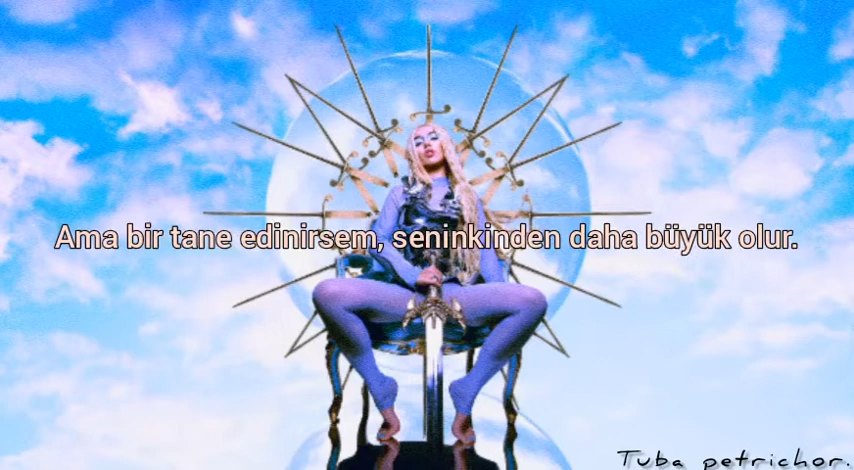 Ama bir tane edinirsem, seninkinden daha büyük olur.
Tuba petrichor.